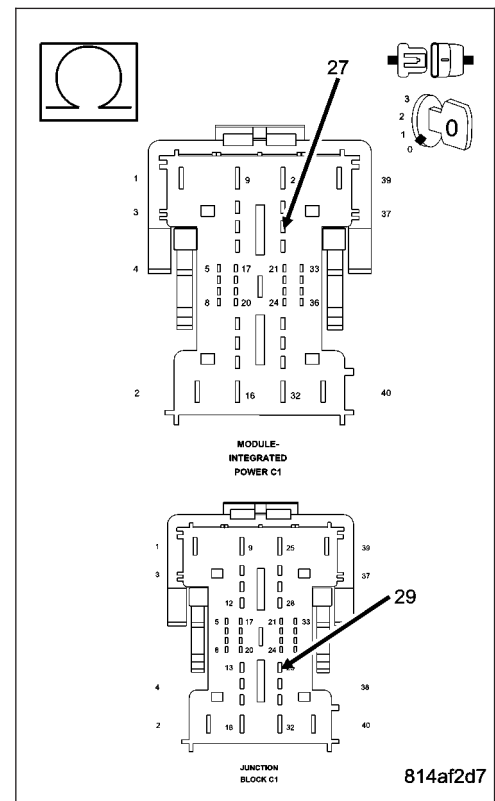 27
3
2
1
0
0
1 9 2 39
3 37
4 5 17 21 33
8 20 24 36
2 16 32 40
MODULE-
INTEGRATED
POWER C1
1 9 25 39
3 37
12 28
29
5 17 21 33
8 20 24
13
4 38
2 16 32 40
JUNCTION
BLOCK C1
814af2d7